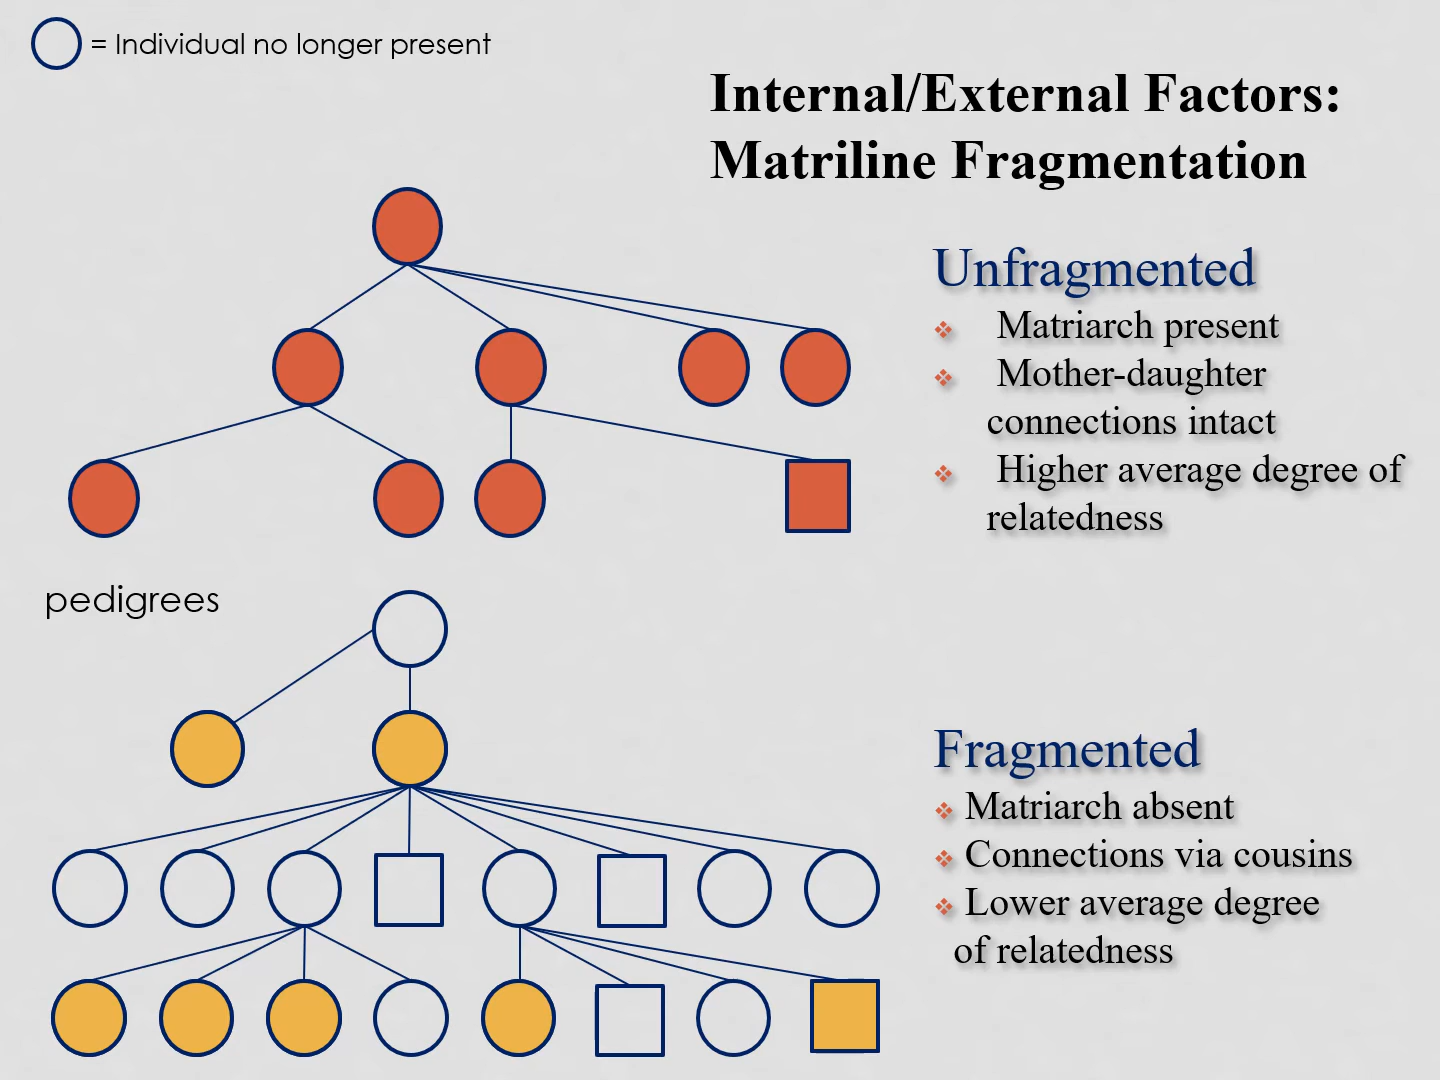 = Individual no longer present
Internal/External Factors:
Matriline Fragmentation
Unfragmented
Matriarch present
Mother-daughter
connections intact
Higher average degree of
relatedness
pedigrees
Fragmented
Matriarch absent
Connections via cousins
Lower average degree
of relatedness